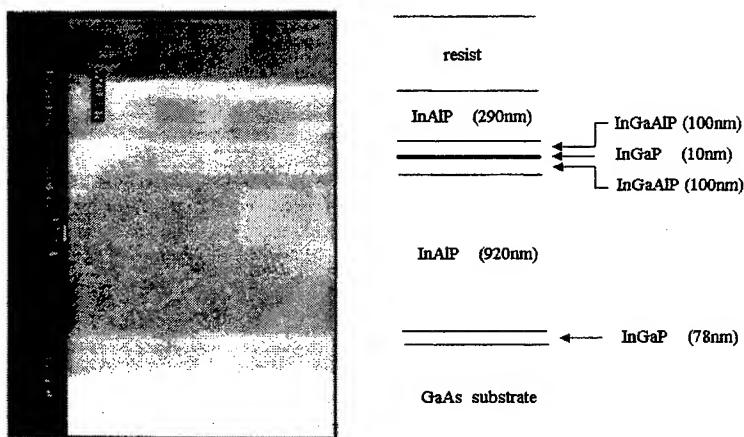 resist
InAlP (290nm)
InGaAlP (100nm)
InGaP (10nm)
InGaAlP (100nm)
InAlP (920nm)
InGaP (78nm)
GaAs substrate